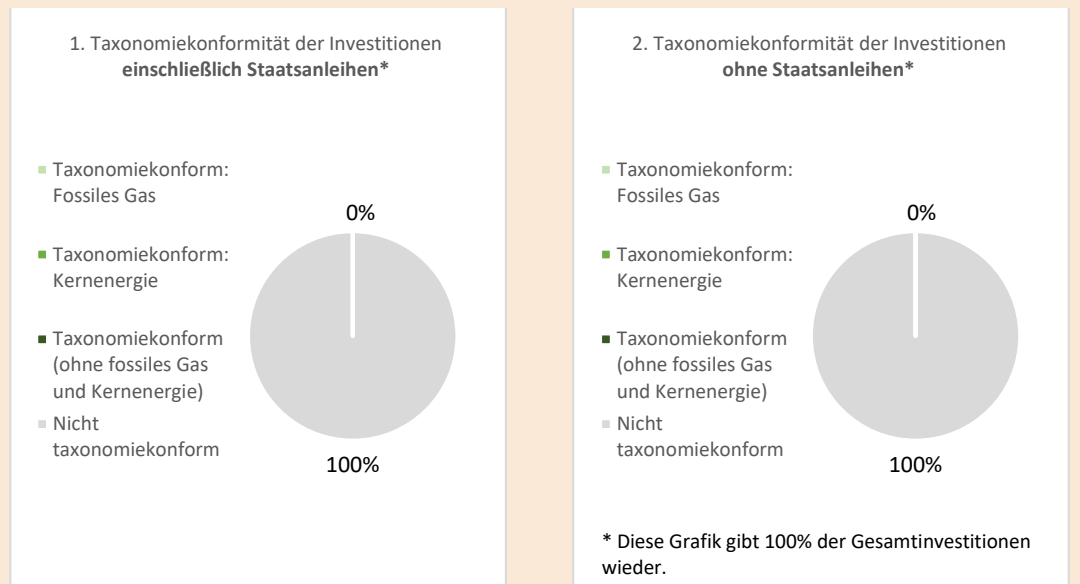 1. Taxonomiekonformität der Investitionen
einschließlich Staatsanleihen*
Taxonomiekonform:
Fossiles Gas
Taxonomiekonform:
Kernenergie
Taxonomiekonform
(ohne fossiles Gas
und Kernenergie)
Nicht
taxonomiekonform
0%
100%
2. Taxonomiekonformität der Investitionen
ohne Staatsanleihen*
Taxonomiekonform:
Fossiles Gas
Taxonomiekonform:
Kernenergie
Taxonomiekonform
(ohne fossiles Gas
und Kernenergie)
Nicht
taxonomiekonform
0%
100%
* Diese Grafik gibt 100% der Gesamtinvestitionen
wieder.